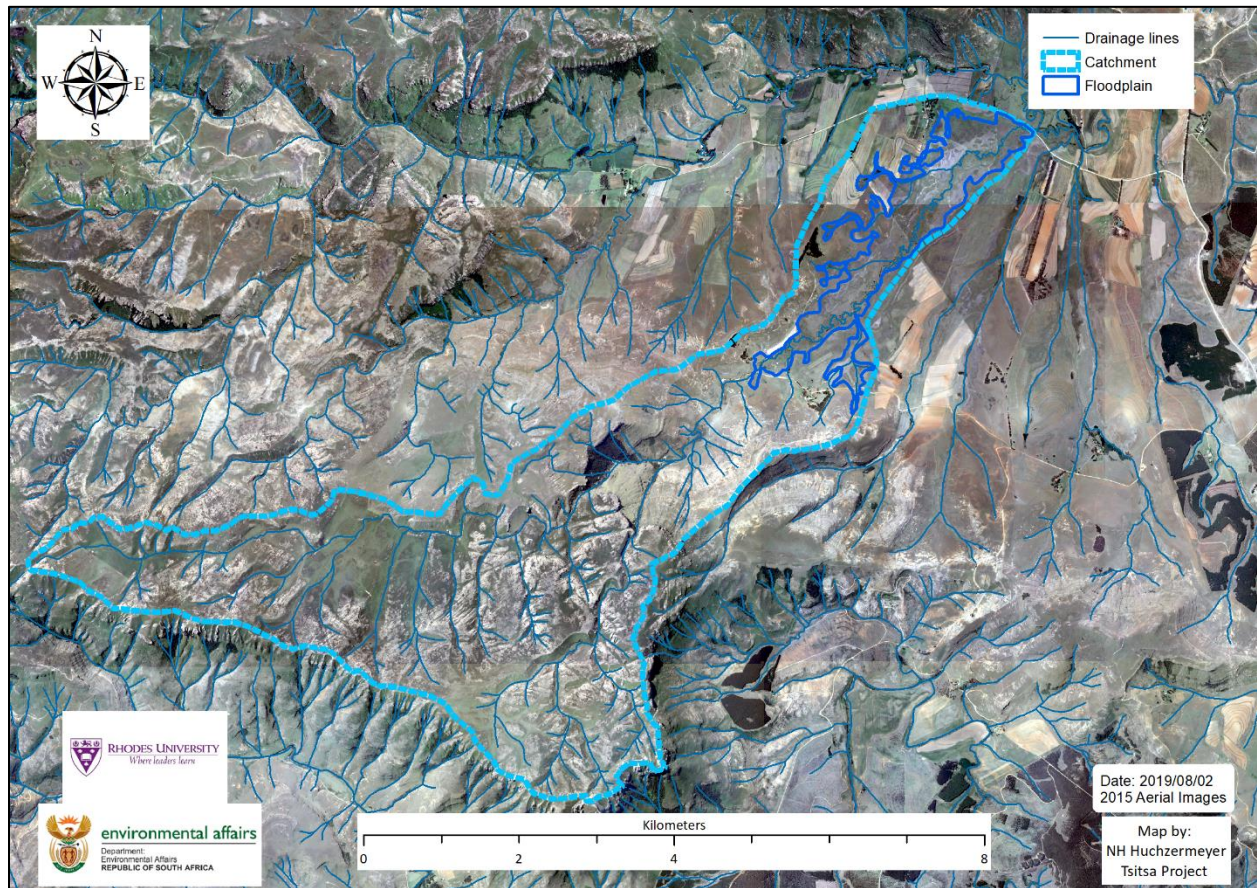 N
W E
S
Drainage lines
Catchment
Floodplain
RHODES UNIVERSITY
Where leaders learn
environmental affairs
Department:
Environmental Affairs
REPUBLIC OF SOUTH AFRICA
Kilometers
0 2 4 8
Date: 2019/08/02
2015 Aerial Images
Map by:
NH Huchzermeyer
Tsitsa Project